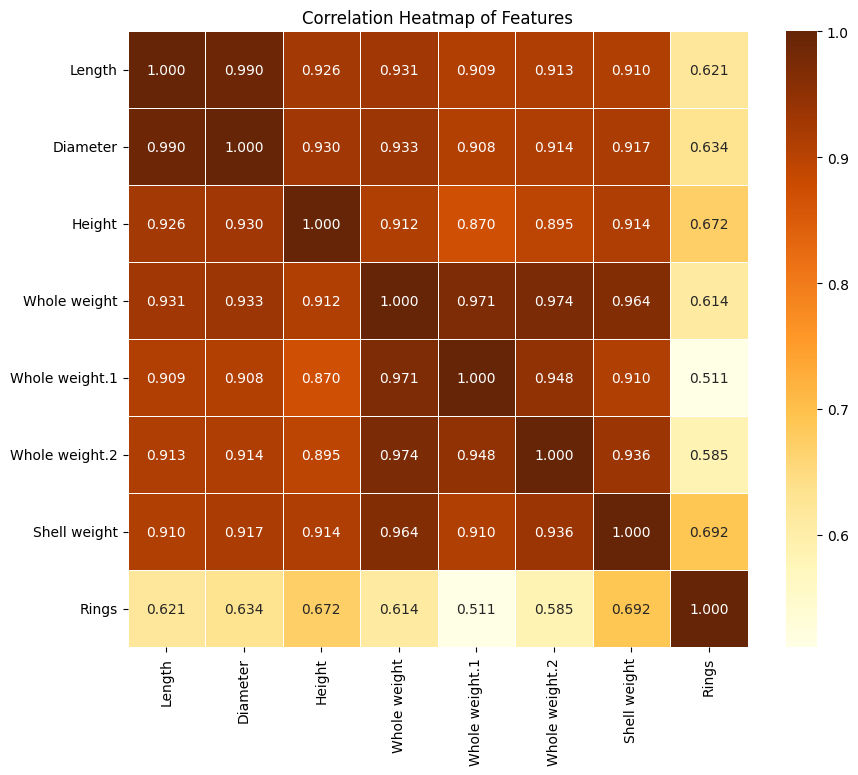 Correlation Heatmap of Features
Length 1.000 0.990 0.926 0.931 0.909 0.913 0.910 0.621
Diameter 0.990 1.000 0.930 0.933 0.908 0.914 0.917 0.634
Height 0.926 0.930 1.000 0.912 0.870 0.895 0.914 0.672
Whole weight 0.931 0.933 0.912 1.000 0.971 0.974 0.964 0.614
Whole weight.1 0.909 0.908 0.870 0.971 1.000 0.948 0.910 0.511
Whole weight.2 0.913 0.914 0.895 0.974 0.948 1.000 0.936 0.585
Shell weight 0.910 0.917 0.914 0.964 0.910 0.936 1.000 0.692
Rings 0.621 0.634 0.672 0.614 0.511 0.585 0.692 1.000
Length
Diameter
Height
Whole weight
Whole weight.1
Whole weight.2
Shell weight
Rings
1.0
0.9
0.8
0.7
0.6